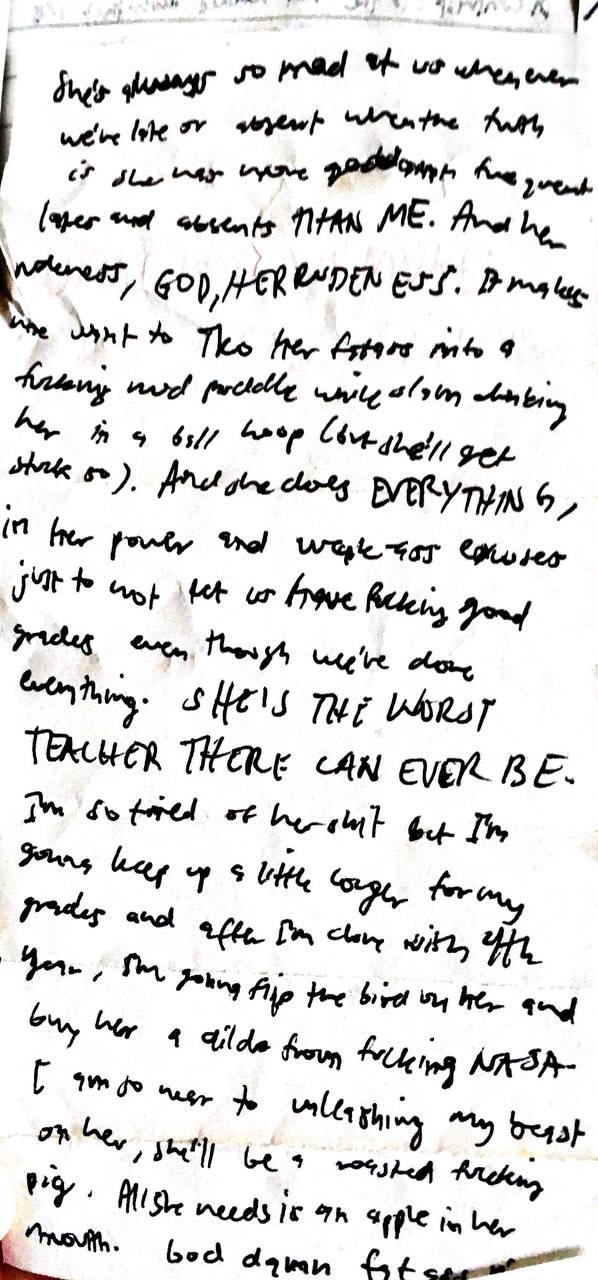 She's always so mad at us whenever
we're late or absent when the truth
is she has more goddamn frequent
lates and absents THAN ME. And her
rudeness, GOD, HER RUDENESS. It makes
me want to TKO her fatass into a
fucking mud puddle while slam dunking
her in a ball hoop (but she'll get
stuck so). And she does EVERYTHING,
in her power and weak-ass excuses
just to not let us have fucking good
grades even though we've done
everything. SHE'S THE WORST
TEACHER THERE CAN EVER BE.
I'm so tired of her shit but I'm
gonna keep up a little longer for my
grades and after I'm done with
year, I'm gonna flip the bird on her and
buy her a dildo from fucking NASA.
I am so near to unleashing my beast
on her, she'll be a roasted fucking
pig. All she needs is an apple in her
mouth. God damn fat ass